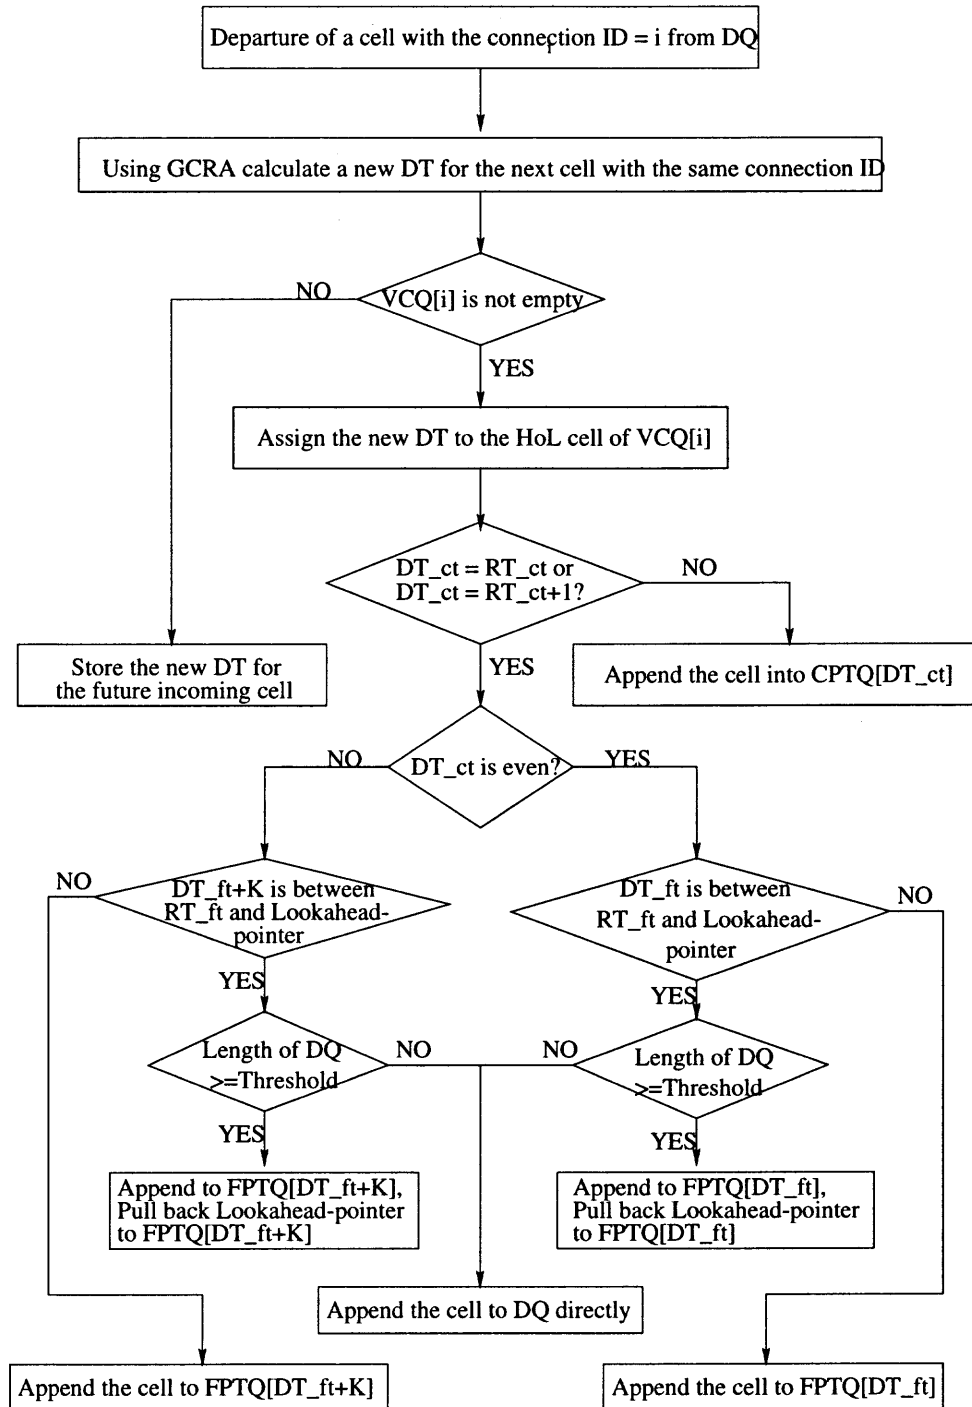 Departure of a cell with the connection ID = i from DQ
Using GCRA calculate a new DT for the next cell with the same connection ID
NO
VCQ[i] is not empty
YES
Assign the new DT to the HoL cell of VCQ[i]
DT_ct = RT_ct or
DT_ct = RT_ct+1?
NO
YES
Store the new DT for
the future incoming cell
Append the cell into CPTQ[DT_ct]
NO
DT_ct is even?
YES
NO
DT_ft+K is between
RT_ft and Lookahead-
pointer
DT_ft is between
RT_ft and Lookahead-
pointer
NO
YES
YES
Length of DQ
>=Threshold
NO
NO
Length of DQ
>=Threshold
YES
YES
Append to FPTQ[DT_ft+K],
Pull back Lookahead-pointer
to FPTQ[DT_ft+K]
Append to FPTQ[DT_ft],
Pull back Lookahead-pointer
to FPTQ[DT_ft]
Append the cell to DQ directly
Append the cell to FPTQ[DT_ft+K]
Append the cell to FPTQ[DT_ft]